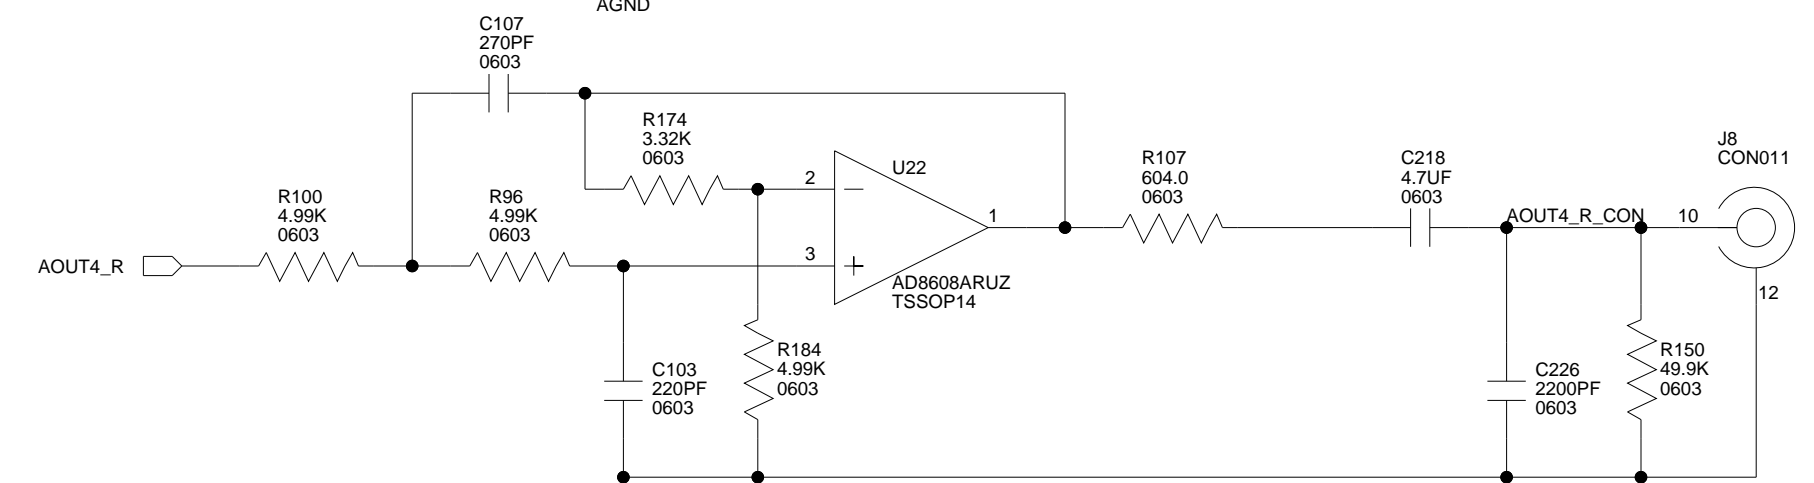 AGND
C107
270PF
0603
R174
3.32K
0603
U22
2
3
1
AD8608ARUZ
TSSOP14
R100
4.99K
0603
R96
4.99K
0603
AOUT4_R
C103
220PF
0603
R184
4.99K
0603
R107
604.0
0603
C218
4.7UF
0603
AOUT4_R_CON
10
J8
CON011
12
C226
2200PF
0603
R150
49.9K
0603